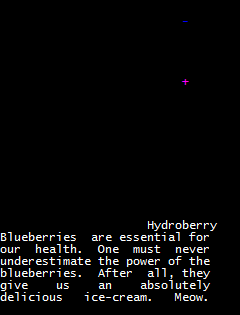 -
+
Hydroberry
Blueberries are essential for
our health. One must never
underestimate the power of the
blueberries. After all, they
give us an absolutely
delicious ice-cream. Meow.